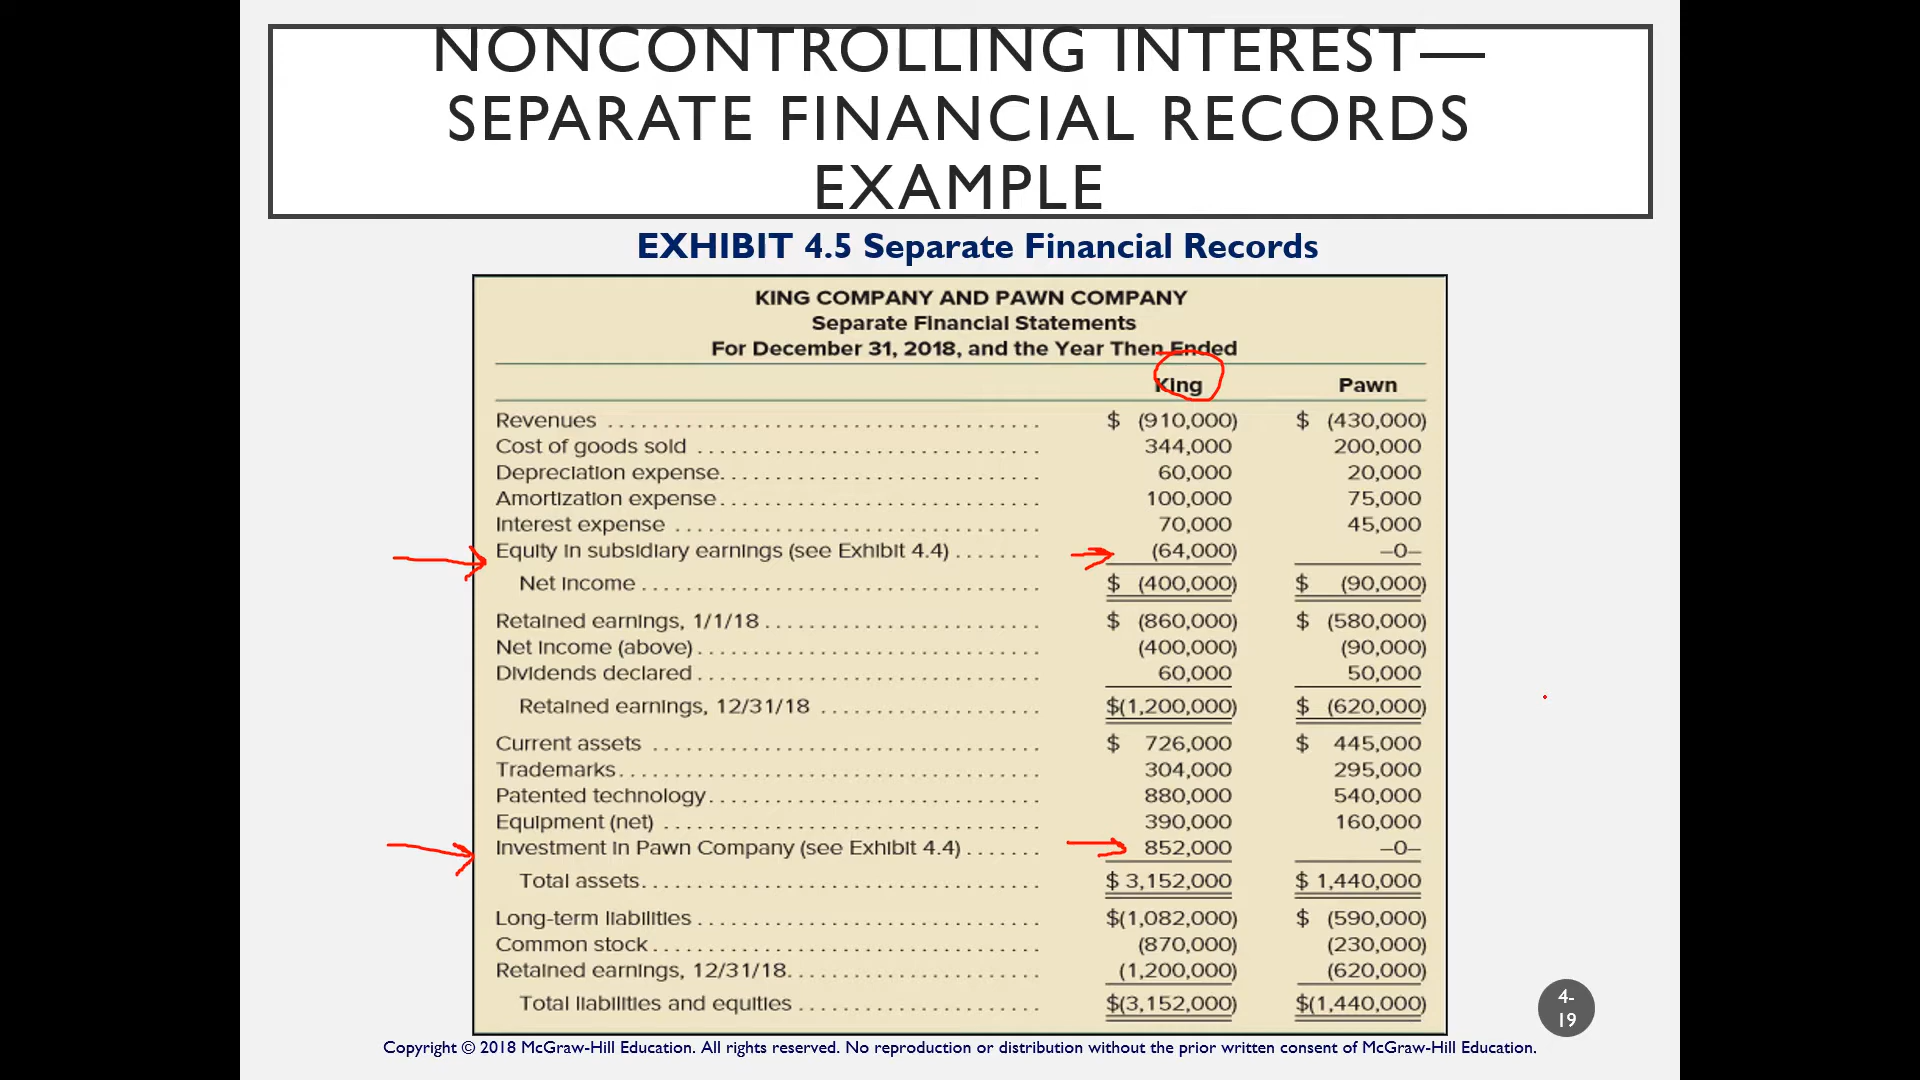 NONCONTROLLING INTEREST—
SEPARATE FINANCIAL RECORDS
EXAMPLE
EXHIBIT 4.5 Separate Financial Records
KING COMPANY AND PAWN COMPANY
Separate Financial Statements
For December 31, 2018, and the Year Then Ended
King Pawn
Revenues $ (910,000) $ (430,000)
Cost of goods sold 344,000 200,000
Depreciation expense 60,000 20,000
Amortization expense 100,000 75,000
Interest expense 70,000 45,000
Equity in subsidiary earnings (see Exhibit 4.4) (64,000) –0–
Net income $ (400,000) $ (90,000)
Retained earnings, 1/1/18 $ (860,000) $ (580,000)
Net income (above) (400,000) (90,000)
Dividends declared 60,000 50,000
Retained earnings, 12/31/18 $(1,200,000) $ (620,000)
Current assets $ 726,000 $ 445,000
Trademarks 304,000 295,000
Patented technology 880,000 540,000
Equipment (net) 390,000 160,000
Investment in Pawn Company (see Exhibit 4.4) 852,000 –0–
Total assets $ 3,152,000 $ 1,440,000
Long-term liabilities $(1,082,000) $ (590,000)
Common stock (870,000) (230,000)
Retained earnings, 12/31/18 (1,200,000) (620,000)
Total liabilities and equities $(3,152,000) $(1,440,000)
4-
19
Copyright © 2018 McGraw-Hill Education. All rights reserved. No reproduction or distribution without the prior written consent of McGraw-Hill Education.